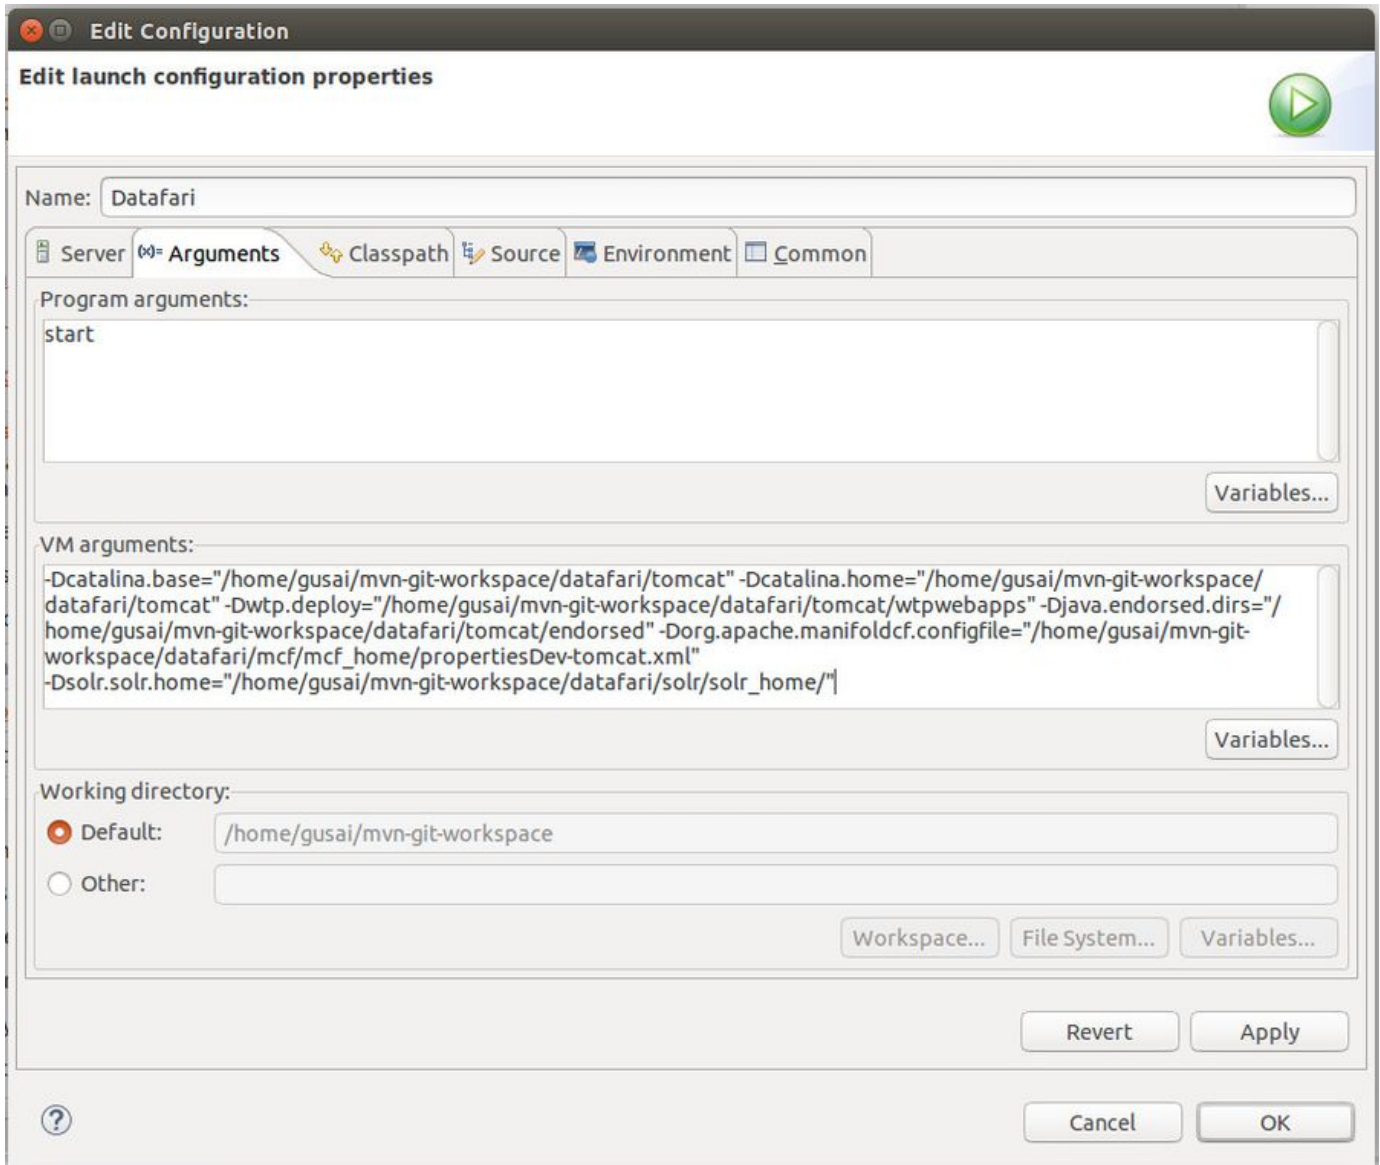 Edit Configuration
Edit launch configuration properties
Name: Datafari
Server (x)= Arguments Classpath Source Environment Common
Program arguments:
start
Variables...
VM arguments:
-Dcatalina.base="/home/gusai/mvn-git-workspace/datafari/tomcat" -Dcatalina.home="/home/gusai/mvn-git-workspace/
datafari/tomcat" -Dwtp.deploy="/home/gusai/mvn-git-workspace/datafari/tomcat/wtpwebapps" -Djava.endorsed.dirs="/
home/gusai/mvn-git-workspace/datafari/tomcat/endorsed" -Dorg.apache.manifoldcf.configfile="/home/gusai/mvn-git-
workspace/datafari/mcf/mcf_home/propertiesDev-tomcat.xml"
-Dsolr.solr.home="/home/gusai/mvn-git-workspace/datafari/solr/solr_home/"
Variables...
Working directory:
Default: /home/gusai/mvn-git-workspace
Other:
Workspace... File System... Variables...
Revert Apply
? Cancel OK